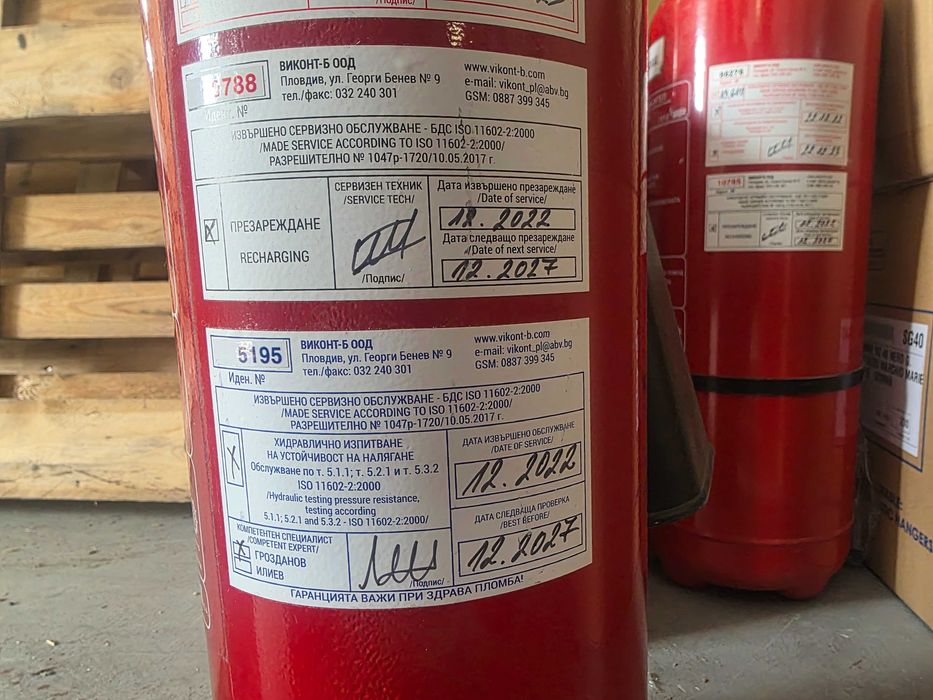 /Подпис/
10788
Иден. №
ВИКОНТ-Б ООД
Пловдив, ул. Георги Бенев № 9
тел./факс: 032 240 301
www.vikont-b.com
e-mail: vikont_pl@abv.bg
GSM: 0887 399 345
ИЗВЪРШЕНО СЕРВИЗНО ОБСЛУЖВАНЕ - БДС ISO 11602-2:2000
/MADE SERVICE ACCORDING TO ISO 11602-2:2000/
РАЗРЕШИТЕЛНО № 1047р-1720/10.05.2017 г.
ПРЕЗАРЕЖДАНЕ
RECHARGING
СЕРВИЗЕН ТЕХНИК
/SERVICE TECH/
/Подпис/
Дата извършено презареждане
/Date of service/
12.2022
Дата следващо презареждане
/Date of next service/
12.2027
5195
Иден. №
ВИКОНТ-Б ООД
Пловдив, ул. Георги Бенев № 9
тел./факс: 032 240 301
www.vikont-b.com
e-mail: vikont_pl@abv.bg
GSM: 0887 399 345
ИЗВЪРШЕНО СЕРВИЗНО ОБСЛУЖВАНЕ - БДС ISO 11602-2:2000
/MADE SERVICE ACCORDING TO ISO 11602-2:2000/
РАЗРЕШИТЕЛНО № 1047р-1720/10.05.2017 г.
ХИДРАВЛИЧНО ИЗПИТВАНЕ
НА УСТОЙЧИВОСТ НА НАЛЯГАНЕ
Обслужване по т. 5.1.1; т. 5.2.1 и т. 5.3.2
ISO 11602-2:2000
/Hydraulic testing pressure resistance,
testing according
5.1.1; 5.2.1 and 5.3.2 - ISO 11602-2:2000/
ДАТА ИЗВЪРШЕНО ОБСЛУЖВАНЕ
/DATE OF SERVICE/
12.2022
ДАТА СЛЕДВАЩА ПРОВЕРКА
/BEST BEFORE/
12.2027
КОМПЕТЕНТЕН СПЕЦИАЛИСТ
/COMPETENT EXPERT/
ГРОЗДАНОВ
ИЛИЕВ
/Подпис/
ГАРАНЦИЯТА ВАЖИ ПРИ ЗДРАВА ПЛОМБА!
10785
ПРЕЗАРЕЖДАНЕ
RECHARGING
SG40